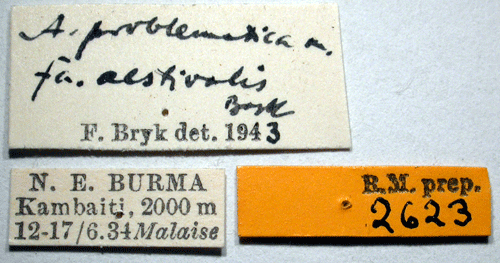 A. problematica m.
fa. aestivalis
Bryk
F. Bryk det. 1943
N. E. BURMA
Kambaiti, 2000 m
12-17/6.34 Malaise
R.M. prep.
2623